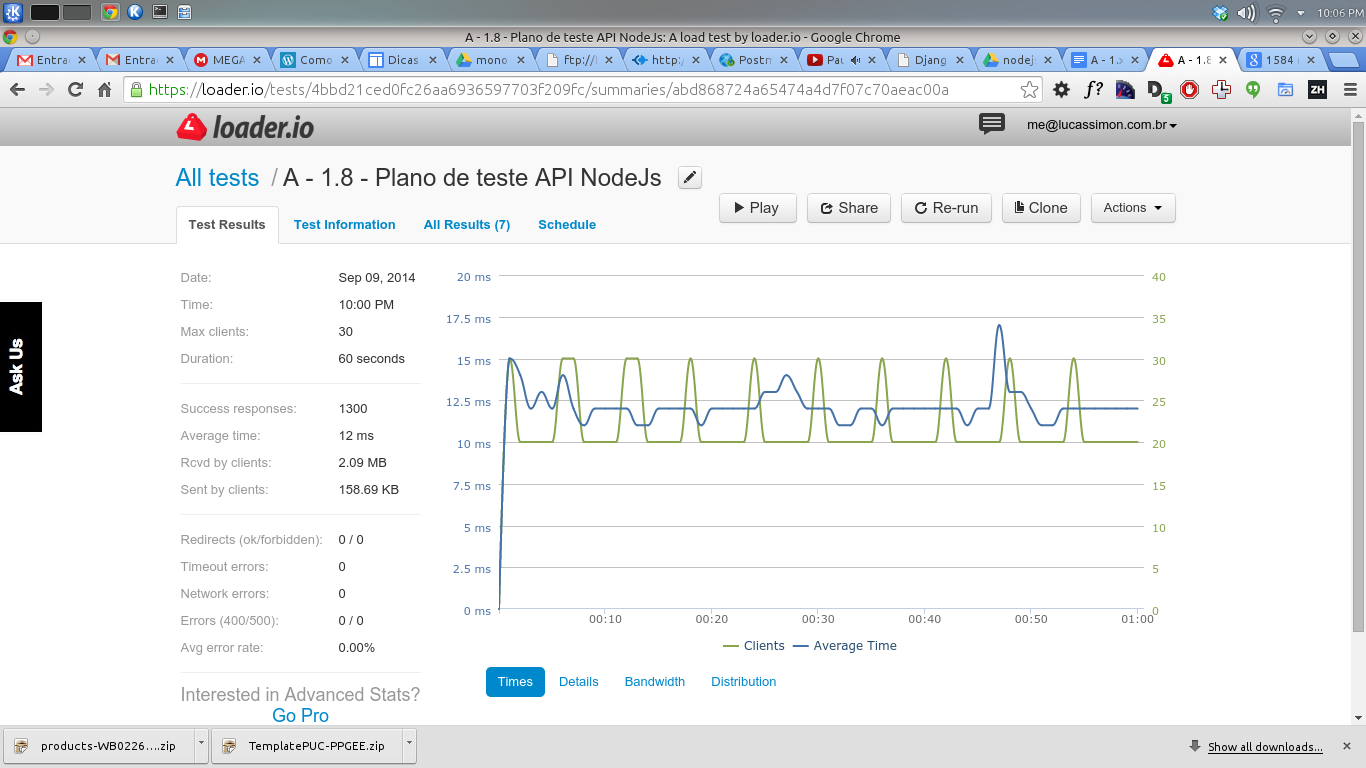 10:06 PM
A - 1.8 - Plano de teste API NodeJs: A load test by loader.io - Google Chrome
Entra
Entra
MEGA
Como
Dicas
mono
ftp://
http:/
Postm
Djang
nodej
A - 1.
A - 1.8
1584
https://loader.io/tests/4bbd21ced0fc26aa6936597703f209fc/summaries/abd868724a65474a4d7f07c70aeac00a
f?
D
5
ZH
loader.io
me@lucassimon.com.br
All tests / A - 1.8 - Plano de teste API NodeJs
Play
Share
Re-run
Clone
Actions
Test Results
Test Information
All Results (7)
Schedule
Date: Sep 09, 2014
Time: 10:00 PM
Max clients: 30
Duration: 60 seconds
Success responses: 1300
Average time: 12 ms
Rcvd by clients: 2.09 MB
Sent by clients: 158.69 KB
Redirects (ok/forbidden): 0 / 0
Timeout errors: 0
Network errors: 0
Errors (400/500): 0 / 0
Avg error rate: 0.00%
Interested in Advanced Stats?
Go Pro
Ask Us
20 ms
17.5 ms
15 ms
12.5 ms
10 ms
7.5 ms
5 ms
2.5 ms
0 ms
40
35
30
25
20
15
10
5
0
00:10
00:20
00:30
00:40
00:50
01:00
Clients
Average Time
Times
Details
Bandwidth
Distribution
products-WB0226....zip
TemplatePUC-PPGEE.zip
Show all downloads...